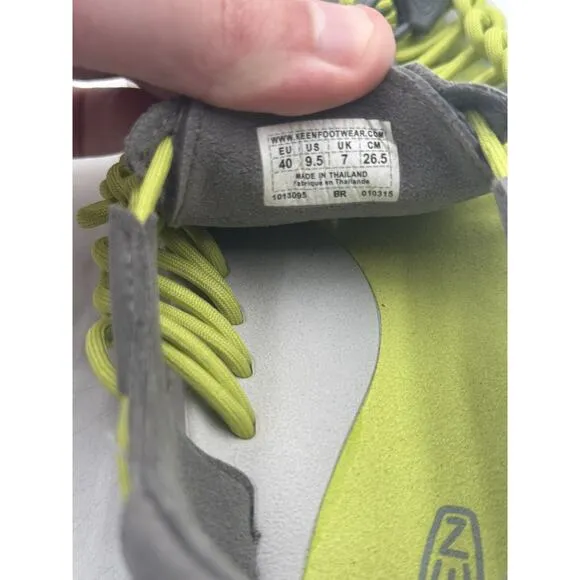 WWW.KEENFOOTWEAR.COM
EU US UK CM
40 9.5 7 26.5
MADE IN THAILAND
Fabrique en Thaïlande
1013095 BR 010315